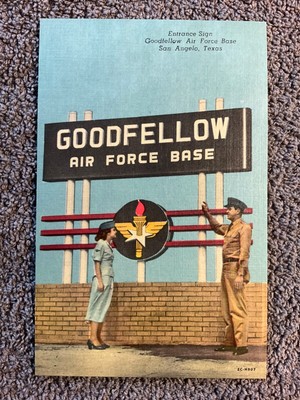 Entrance Sign
Goodfellow Air Force Base
San Angelo, Texas
GOODFELLOW
AIR FORCE BASE